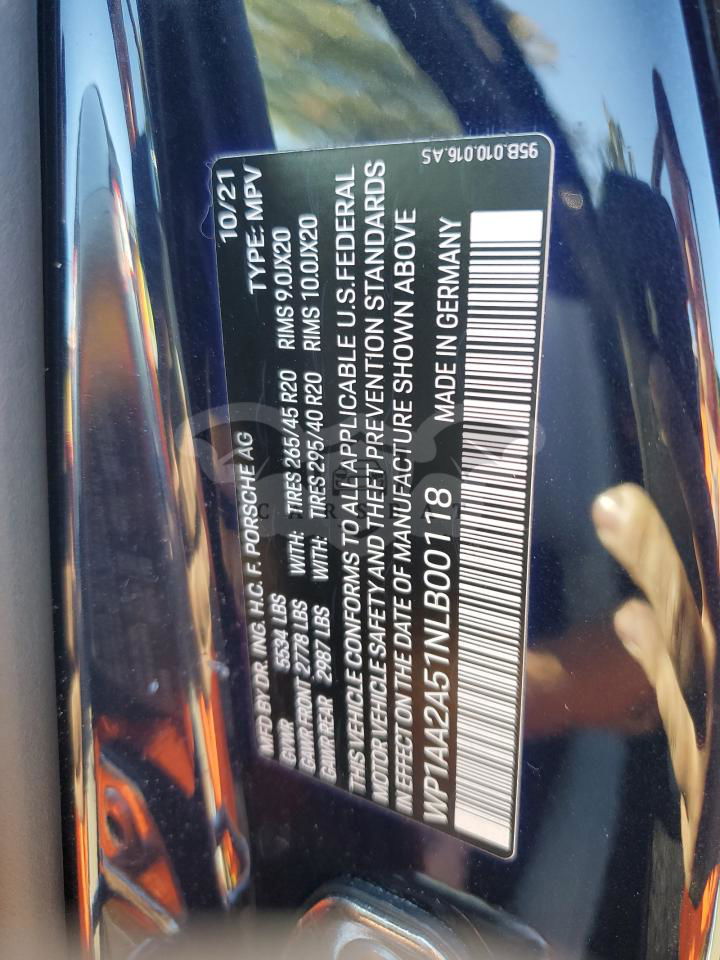 10/21
MFD BY DR. ING. H.C. F. PORSCHE AG TYPE: MPV
GVWR 5534 LBS WITH: TIRES 265/45 R20 RIMS 9.0JX20
GAWR FRONT 2778 LBS WITH: TIRES 295/40 R20 RIMS 10.0JX20
GAWR REAR 2987 LBS
THIS VEHICLE CONFORMS TO ALL APPLICABLE U.S.FEDERAL
MOTOR VEHICLE SAFETY AND THEFT PREVENTION STANDARDS
IN EFFECT ON THE DATE OF MANUFACTURE SHOWN ABOVE
WP1AA2A51NLB00118 MADE IN GERMANY
95B.010.016.AS